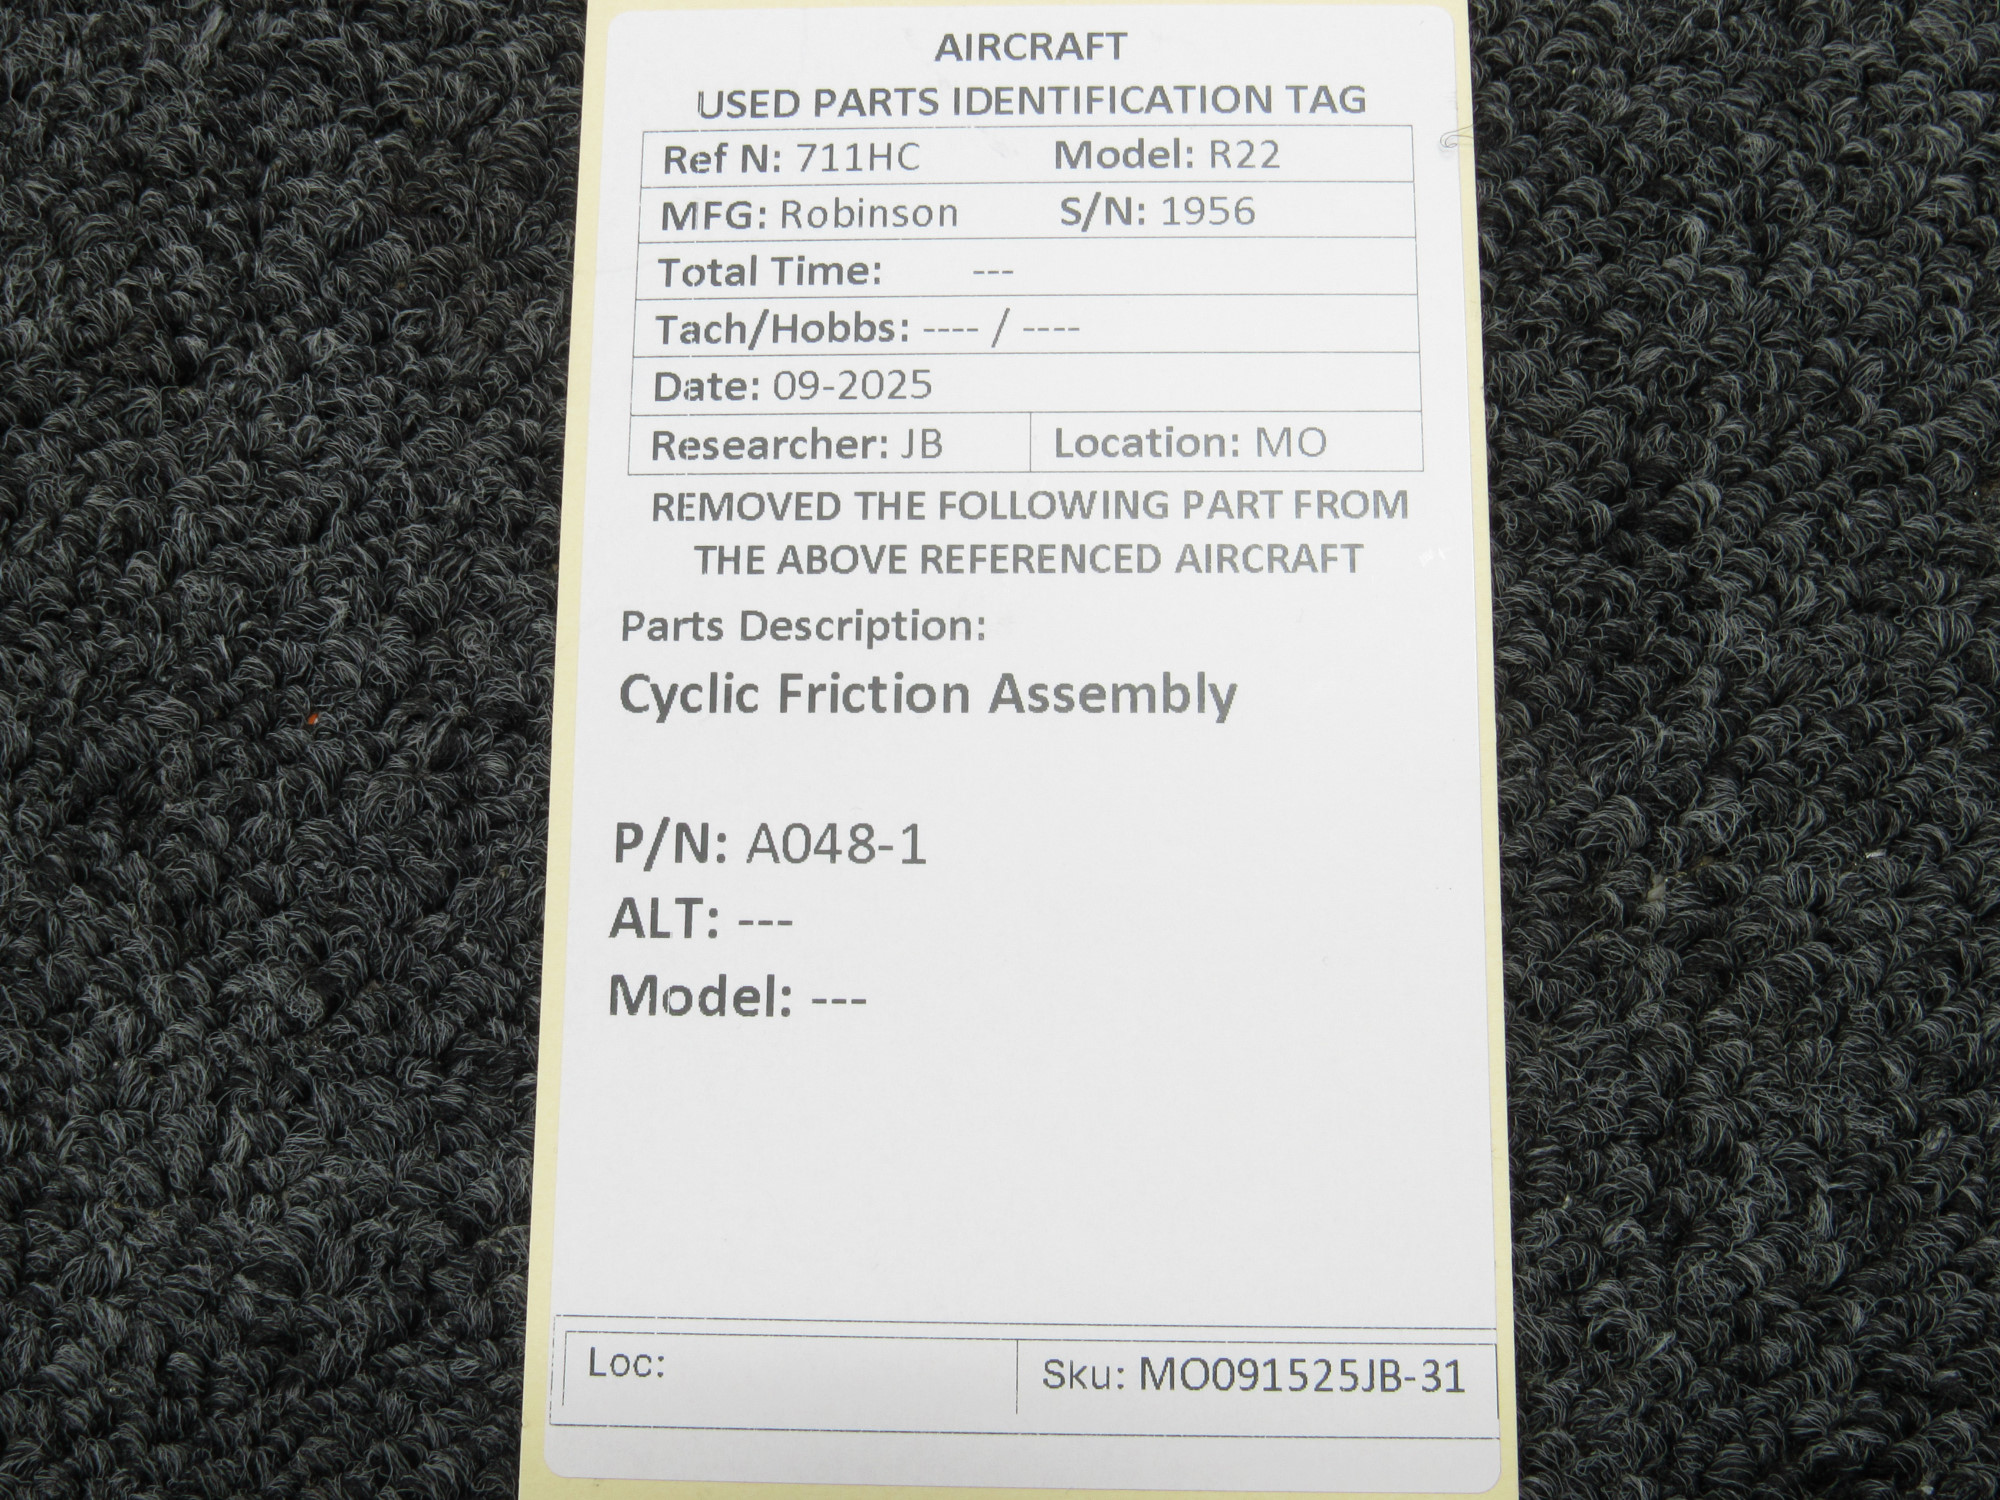 AIRCRAFT
USED PARTS IDENTIFICATION TAG
Ref N: 711HC Model: R22
MFG: Robinson S/N: 1956
Total Time: ---
Tach/Hobbs: ---- / ----
Date: 09-2025
Researcher: JB Location: MO
REMOVED THE FOLLOWING PART FROM
THE ABOVE REFERENCED AIRCRAFT
Parts Description:
Cyclic Friction Assembly
P/N: A048-1
ALT: ---
Model: ---
Loc: Sku: MO091525JB-31